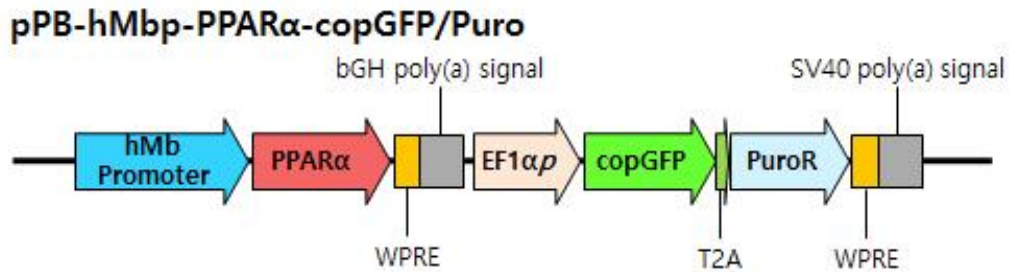 pPB-hMbp-PPARα-copGFP/Puro
bGH poly(a) signal
SV40 poly(a) signal
hMb
Promoter
PPARα
EF1αp
copGFP
PuroR
WPRE
T2A
WPRE